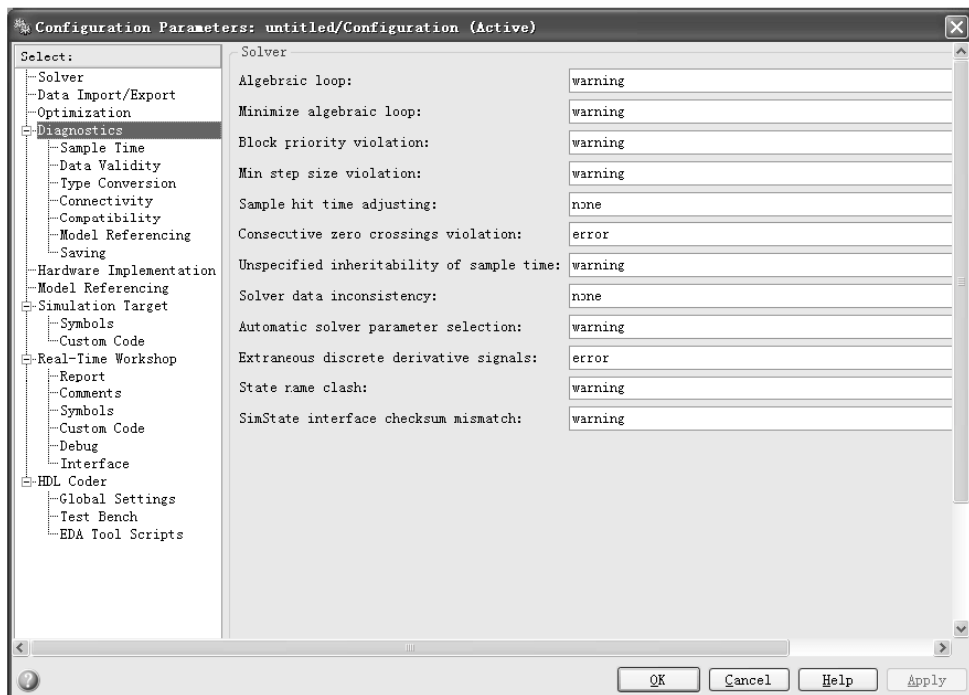 Configuration Parameters: untitled/Configuration (Active)
Select:
Solver
Data Import/Export
Optimization
Diagnostics
Sample Time
Data Validity
Type Conversion
Connectivity
Compatibility
Model Referencing
Saving
Hardware Implementation
Model Referencing
Simulation Target
Symbols
Custom Code
Real-Time Workshop
Report
Comments
Symbols
Custom Code
Debug
Interface
HDL Coder
Global Settings
Test Bench
EDA Tool Scripts
Solver
Algebraic loop: warning
Minimize algebraic loop: warning
Block priority violation: warning
Min step size violation: warning
Sample hit time adjusting: none
Consecutive zero crossings violation: error
Unspecified inheritability of sample time: warning
Solver data inconsistency: none
Automatic solver parameter selection: warning
Extraneous discrete derivative signals: error
State name clash: warning
SimState interface checksum mismatch: warning
OK Cancel Help Apply